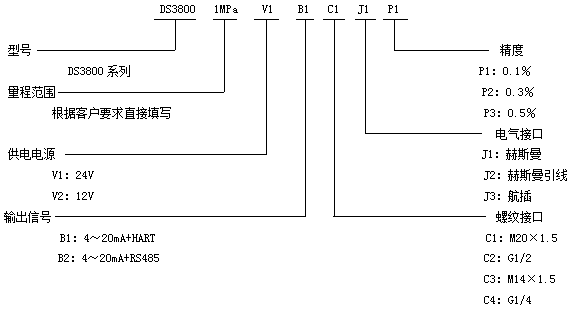 DS3800 1MPa V1 B1 C1 J1 P1
型号 精度
DS3800 系列 P1: 0.1%
量程范围 P2: 0.3%
根据客户要求直接填写 P3: 0.5%
电气接口
供电电源 J1: 赫斯曼
V1: 24V J2: 赫斯曼引线
V2: 12V J3: 航插
输出信号 螺纹接口
B1: 4～20mA+HART C1: M20×1.5
B2: 4～20mA+RS485 C2: G1/2
C3: M14×1.5
C4: G1/4